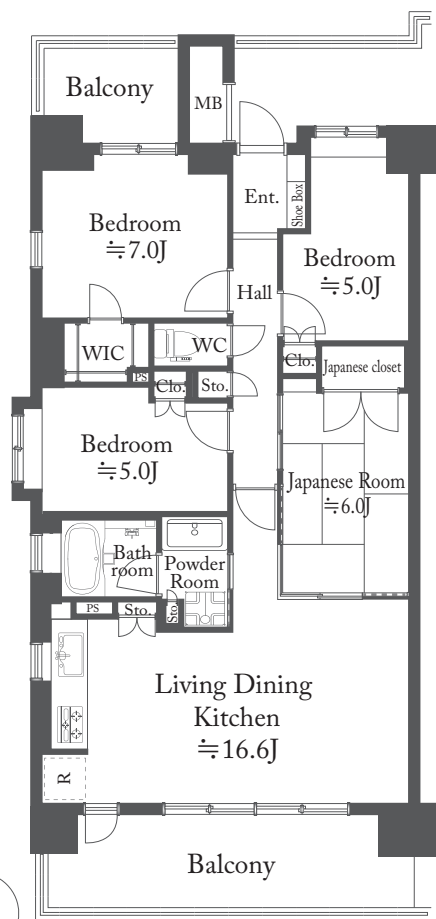 Balcony
MB
Ent.
Shoe Box
Bedroom
≒7.0J
Hall
Bedroom
≒5.0J
WIC
WC
PS
Clo.
Sto.
Clo.
Japanese closet
Bedroom
≒5.0J
Japanese Room
≒6.0J
Bath
room
Powder
Room
PS
Sto.
Sto.
Living Dining
Kitchen
≒16.6J
R
Balcony